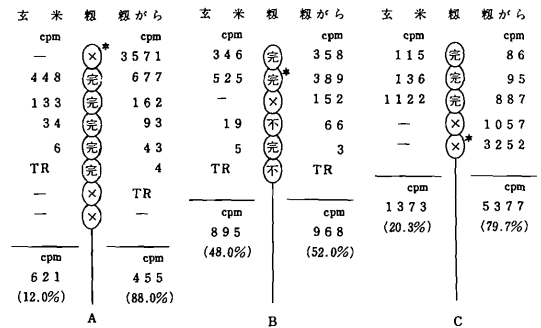 玄 米 籾 籾がら 玄 米 籾 籾がら 玄 米 籾 籾がら
cpm cpm cpm cpm cpm cpm
— × * 3571 346 完 358 115 完 86
448 完 677 525 完 * 389 136 完 95
133 完 162 — × 152 1122 完 887
34 完 93 19 不 66 — × 1057
6 完 43 5 完 3 — × * 3252
TR 完 4 TR 不
— × TR
— × —
cpm cpm
1373 5377
(20.3%) (79.7%)
cpm cpm
895 968
(48.0%) (52.0%)
cpm cpm
621 455
(12.0%) (88.0%)
A B C